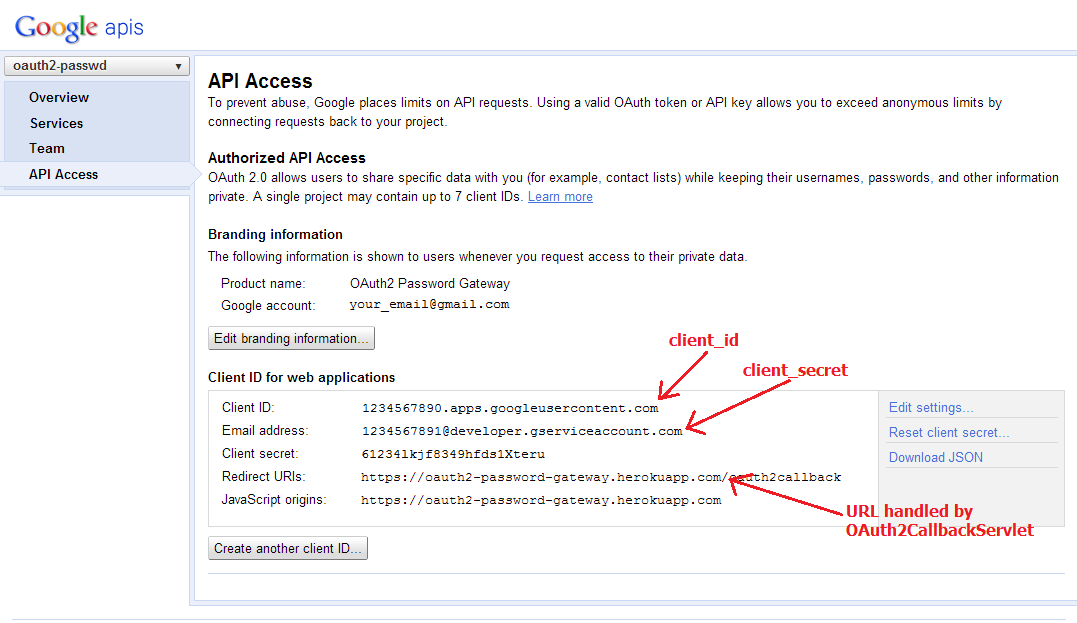 Google apis
oauth2-passwd
Overview
Services
Team
API Access
API Access
To prevent abuse, Google places limits on API requests. Using a valid OAuth token or API key allows you to exceed anonymous limits by
connecting requests back to your project.
Authorized API Access
OAuth 2.0 allows users to share specific data with you (for example, contact lists) while keeping their usernames, passwords, and other information
private. A single project may contain up to 7 client IDs. Learn more
Branding information
The following information is shown to users whenever you request access to their private data.
Product name: OAuth2 Password Gateway
Google account: your_email@gmail.com
Edit branding information...
client_id
client_secret
Client ID for web applications
Client ID: 1234567890.apps.googleusercontent.com
Email address: 1234567891@developer.gserviceaccount.com
Client secret: 61234lkjf8349hfds1Xteru
Redirect URIs: https://oauth2-password-gateway.herokuapp.com/oauth2callback
JavaScript origins: https://oauth2-password-gateway.herokuapp.com
Edit settings...
Reset client secret...
Download JSON
URL handled by
OAuth2CallbackServlet
Create another client ID...